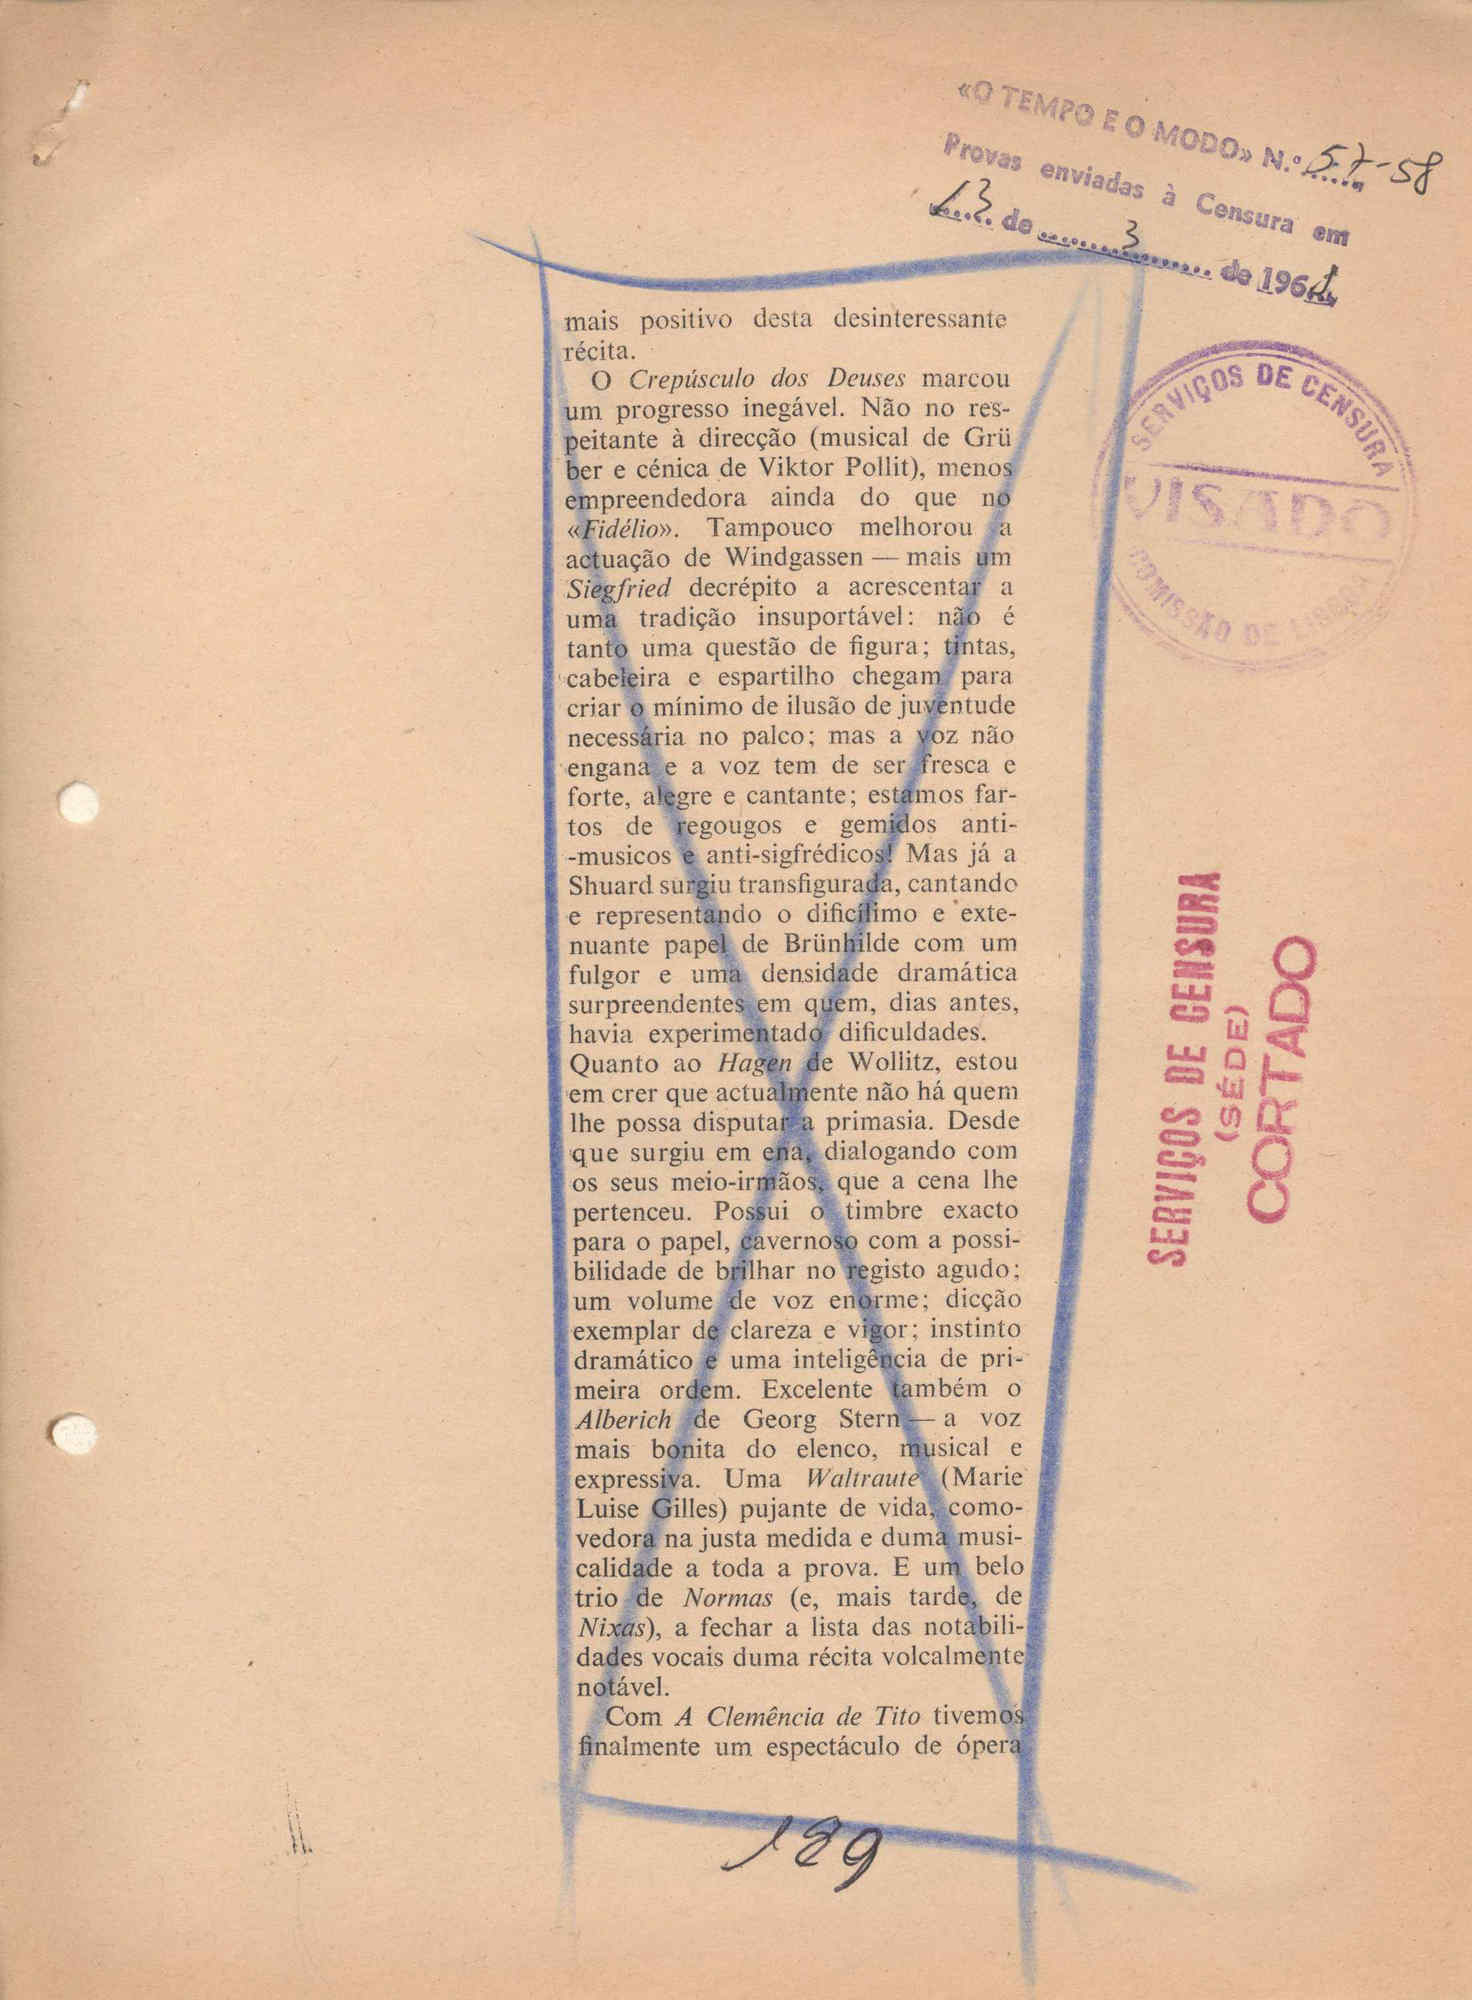 «O TEMPO E O MODO» N.º 57-58
Provas enviadas à Censura em
13 de 3 de 196
mais positivo desta desinteressante
récita.
O Crepúsculo dos Deuses marcou
um progresso inegável. Não no res-
peitante à direcção (musical de Grü
ber e cénica de Viktor Pollit), menos
empreendedora ainda do que no
«Fidélio». Tampouco melhorou a
actuação de Windgassen — mais um
Siegfried decrépito a acrescentar a
uma tradição insuportável: não é
tanto uma questão de figura; tintas,
cabeleira e espartilho chegam para
criar o mínimo de ilusão de juventude
necessária no palco; mas a voz não
engana e a voz tem de ser fresca e
forte, alegre e cantante; estamos far-
tos de regougos e gemidos anti-
-musicos e anti-sigfrédicos! Mas já a
Shuard surgiu transfigurada, cantando
e representando o dificílimo e exte-
nuante papel de Brünhilde com um
fulgor e uma densidade dramática
surpreendentes em quem, dias antes,
havia experimentado dificuldades.
Quanto ao Hagen de Wollitz, estou
em crer que actualmente não há quem
lhe possa disputar a primasia. Desde
que surgiu em ena, dialogando com
os seus meio-irmãos, que a cena lhe
pertenceu. Possui o timbre exacto
para o papel, cavernoso com a possi-
bilidade de brilhar no registo agudo;
um volume de voz enorme; dicção
exemplar de clareza e vigor; instinto
dramático e uma inteligência de pri-
meira ordem. Excelente também o
Alberich de Georg Stern — a voz
mais bonita do elenco, musical e
expressiva. Uma Waltraute (Marie
Luise Gilles) pujante de vida, como-
vedora na justa medida e duma musi-
calidade a toda a prova. E um belo
trio de Normas (e, mais tarde, de
Nixas), a fechar a lista das notabili-
dades vocais duma récita volcalmente
notável.
Com A Clemência de Tito tivemos
finalmente um espectáculo de ópera
189
SERVIÇOS DE CENSURA
VISADO
COMISSÃO DE LISBOA
SERVIÇOS DE CENSURA
(SÉDE)
CORTADO